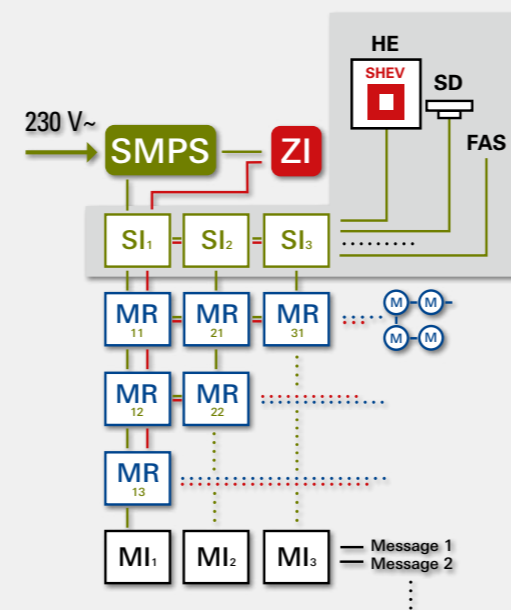 HE
SHEV
SD
230 V~
SMPS
ZI
FAS
SI₁ SI₂ SI₃
MR MR MR
11 21 31
M M
M M
MR MR
12 22
MR
13
MI₁ MI₂ MI₃
Message 1
Message 2